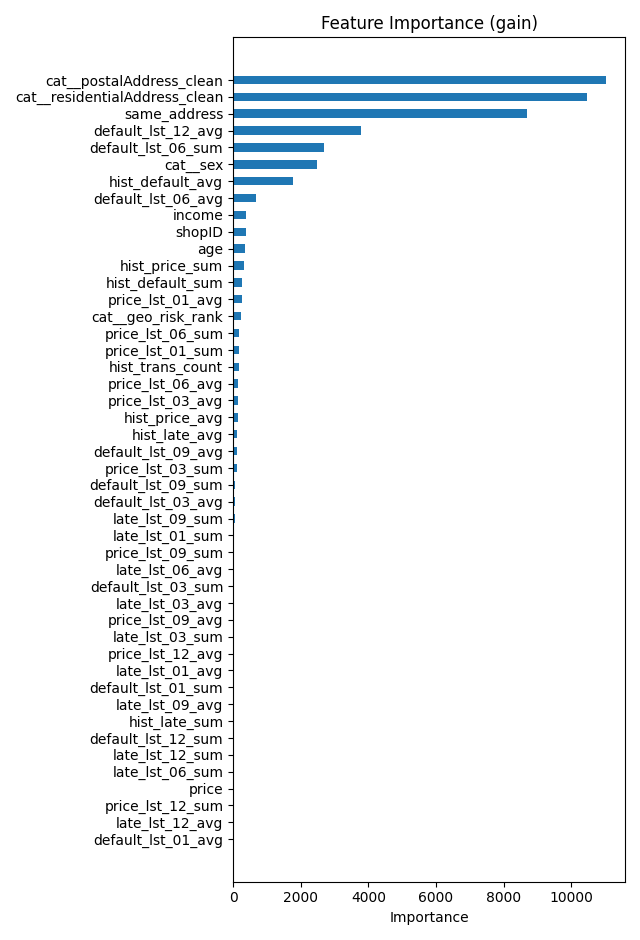 Feature Importance (gain)
cat__postalAddress_clean
cat__residentialAddress_clean
same_address
default_lst_12_avg
default_lst_06_sum
cat__sex
hist_default_avg
default_lst_06_avg
income
shopID
age
hist_price_sum
hist_default_sum
price_lst_01_avg
cat__geo_risk_rank
price_lst_06_sum
price_lst_01_sum
hist_trans_count
price_lst_06_avg
price_lst_03_avg
hist_price_avg
hist_late_avg
default_lst_09_avg
price_lst_03_sum
default_lst_09_sum
default_lst_03_avg
late_lst_09_sum
late_lst_01_sum
price_lst_09_sum
late_lst_06_avg
default_lst_03_sum
late_lst_03_avg
price_lst_09_avg
late_lst_03_sum
price_lst_12_avg
late_lst_01_avg
default_lst_01_sum
late_lst_09_avg
hist_late_sum
default_lst_12_sum
late_lst_12_sum
late_lst_06_sum
price
price_lst_12_sum
late_lst_12_avg
default_lst_01_avg
0 2000 4000 6000 8000 10000
Importance